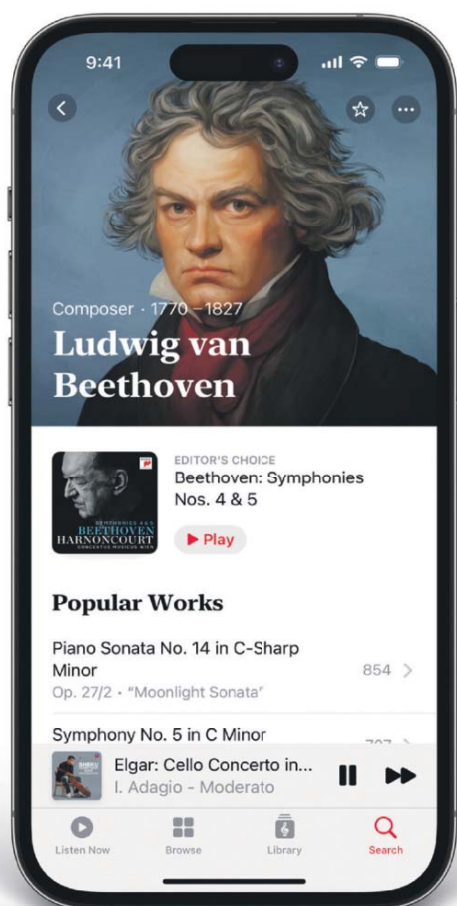 9:41
Composer · 1770 – 1827
Ludwig van
Beethoven
EDITOR'S CHOICE
Beethoven: Symphonies
Nos. 4 & 5
SYMPHONIES 4 & 5
BEETHOVEN
HARNONCOURT
CONCENTUS MUSICUS WIEN
Play
Popular Works
Piano Sonata No. 14 in C-Sharp
Minor
854
Op. 27/2 • “Moonlight Sonata”
Symphony No. 5 in C Minor
Elgar: Cello Concerto in...
I. Adagio - Moderato
Listen Now
Browse
Library
Search